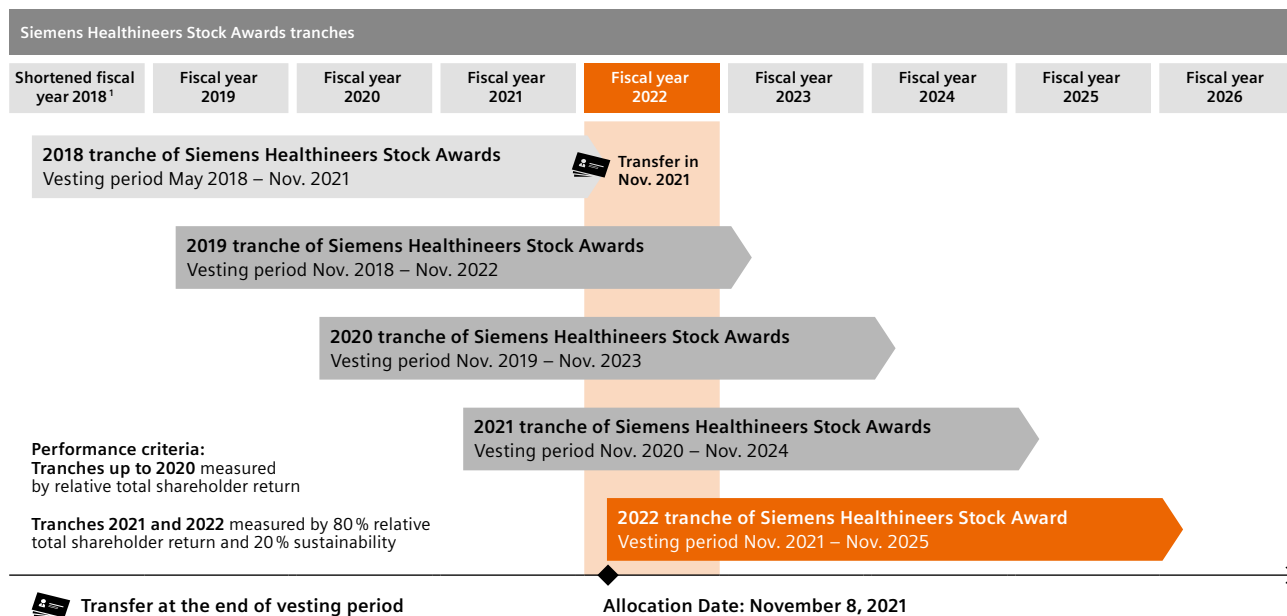 Siemens Healthineers Stock Awards tranches
Shortened fiscal
year 2018¹
Fiscal year
2019
Fiscal year
2020
Fiscal year
2021
Fiscal year
2022
Fiscal year
2023
Fiscal year
2024
Fiscal year
2025
Fiscal year
2026
2018 tranche of Siemens Healthineers Stock Awards
Vesting period May 2018 – Nov. 2021
Transfer in
Nov. 2021
2019 tranche of Siemens Healthineers Stock Awards
Vesting period Nov. 2018 – Nov. 2022
2020 tranche of Siemens Healthineers Stock Awards
Vesting period Nov. 2019 – Nov. 2023
2021 tranche of Siemens Healthineers Stock Awards
Vesting period Nov. 2020 – Nov. 2024
Performance criteria:
Tranches up to 2020 measured
by relative total shareholder return
Tranches 2021 and 2022 measured by 80 % relative
total shareholder return and 20 % sustainability
2022 tranche of Siemens Healthineers Stock Award
Vesting period Nov. 2021 – Nov. 2025
Transfer at the end of vesting period
Allocation Date: November 8, 2021